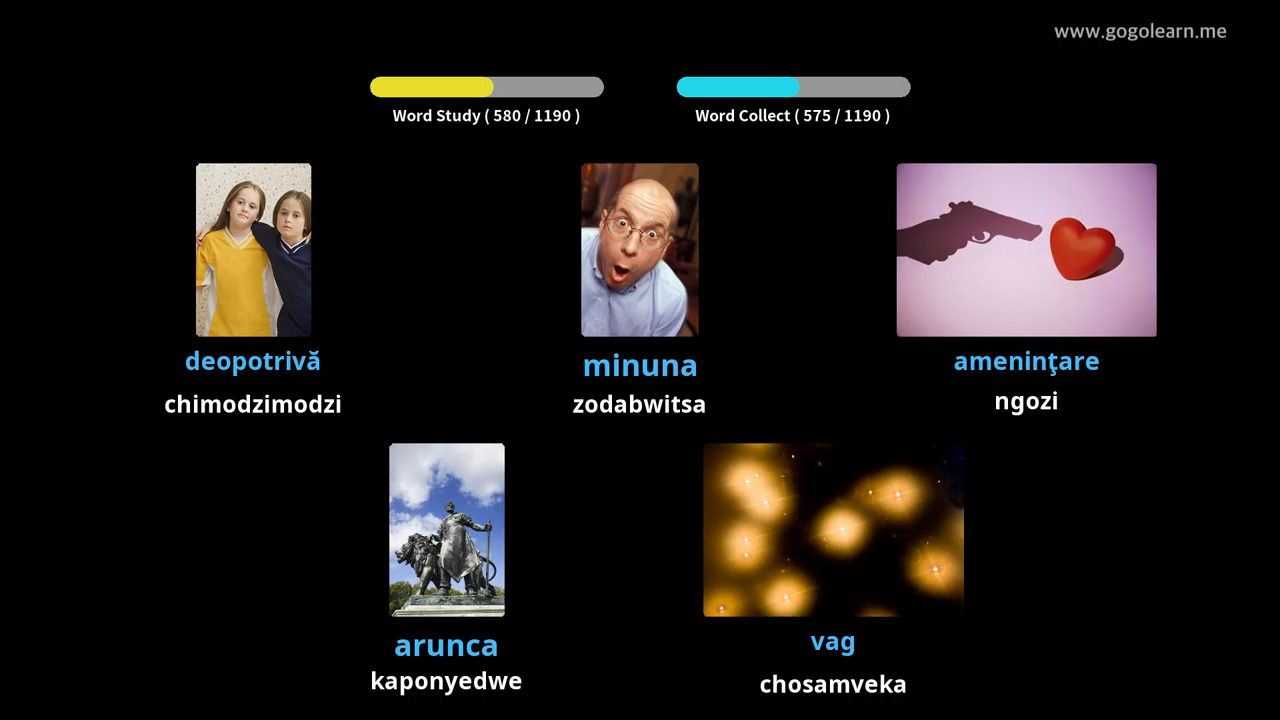 www.gogolearn.me
Word Study ( 580 / 1190 )
Word Collect ( 575 / 1190 )
deopotrivă
minuna
ameninţare
chimodzimodzi
zodabwitsa
ngozi
arunca
vag
kaponyedwe
chosamveka